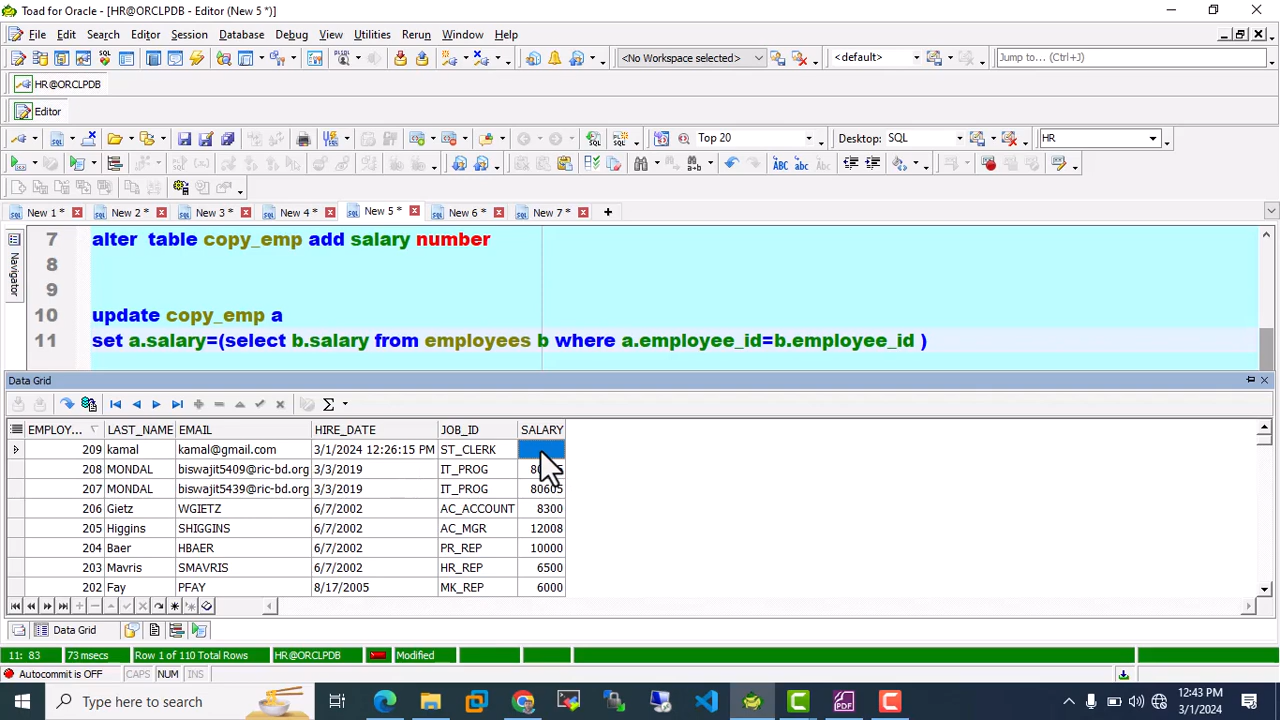 Toad for Oracle - [HR@ORCLPDB - Editor (New 5 *)]
File Edit Search Editor Session Database Debug View Utilities Rerun Window Help
<No Workspace selected> <default> Jump to... (Ctrl+J)
HR@ORCLPDB
Editor
Top 20 Desktop: SQL HR
New 1 * New 2 * New 3 * New 4 * New 5 * New 6 * New 7 *
Navigator
7 alter table copy_emp add salary number
8
9
10 update copy_emp a
11 set a.salary=(select b.salary from employees b where a.employee_id=b.employee_id )
Data Grid
EMPLOY... LAST_NAME EMAIL HIRE_DATE JOB_ID SALARY
209 kamal kamal@gmail.com 3/1/2024 12:26:15 PM ST_CLERK
208 MONDAL biswajit5409@ric-bd.org 3/3/2019 IT_PROG
207 MONDAL biswajit5439@ric-bd.org 3/3/2019 IT_PROG 80605
206 Gietz WGIETZ 6/7/2002 AC_ACCOUNT 8300
205 Higgins SHIGGINS 6/7/2002 AC_MGR 12008
204 Baer HBAER 6/7/2002 PR_REP 10000
203 Mavris SMAVRIS 6/7/2002 HR_REP 6500
202 Fay PFAY 8/17/2005 MK_REP 6000
Data Grid
11: 83 73 msecs Row 1 of 110 Total Rows HR@ORCLPDB Modified
Autocommit is OFF CAPS NUM INS
Type here to search
12:43 PM
3/1/2024